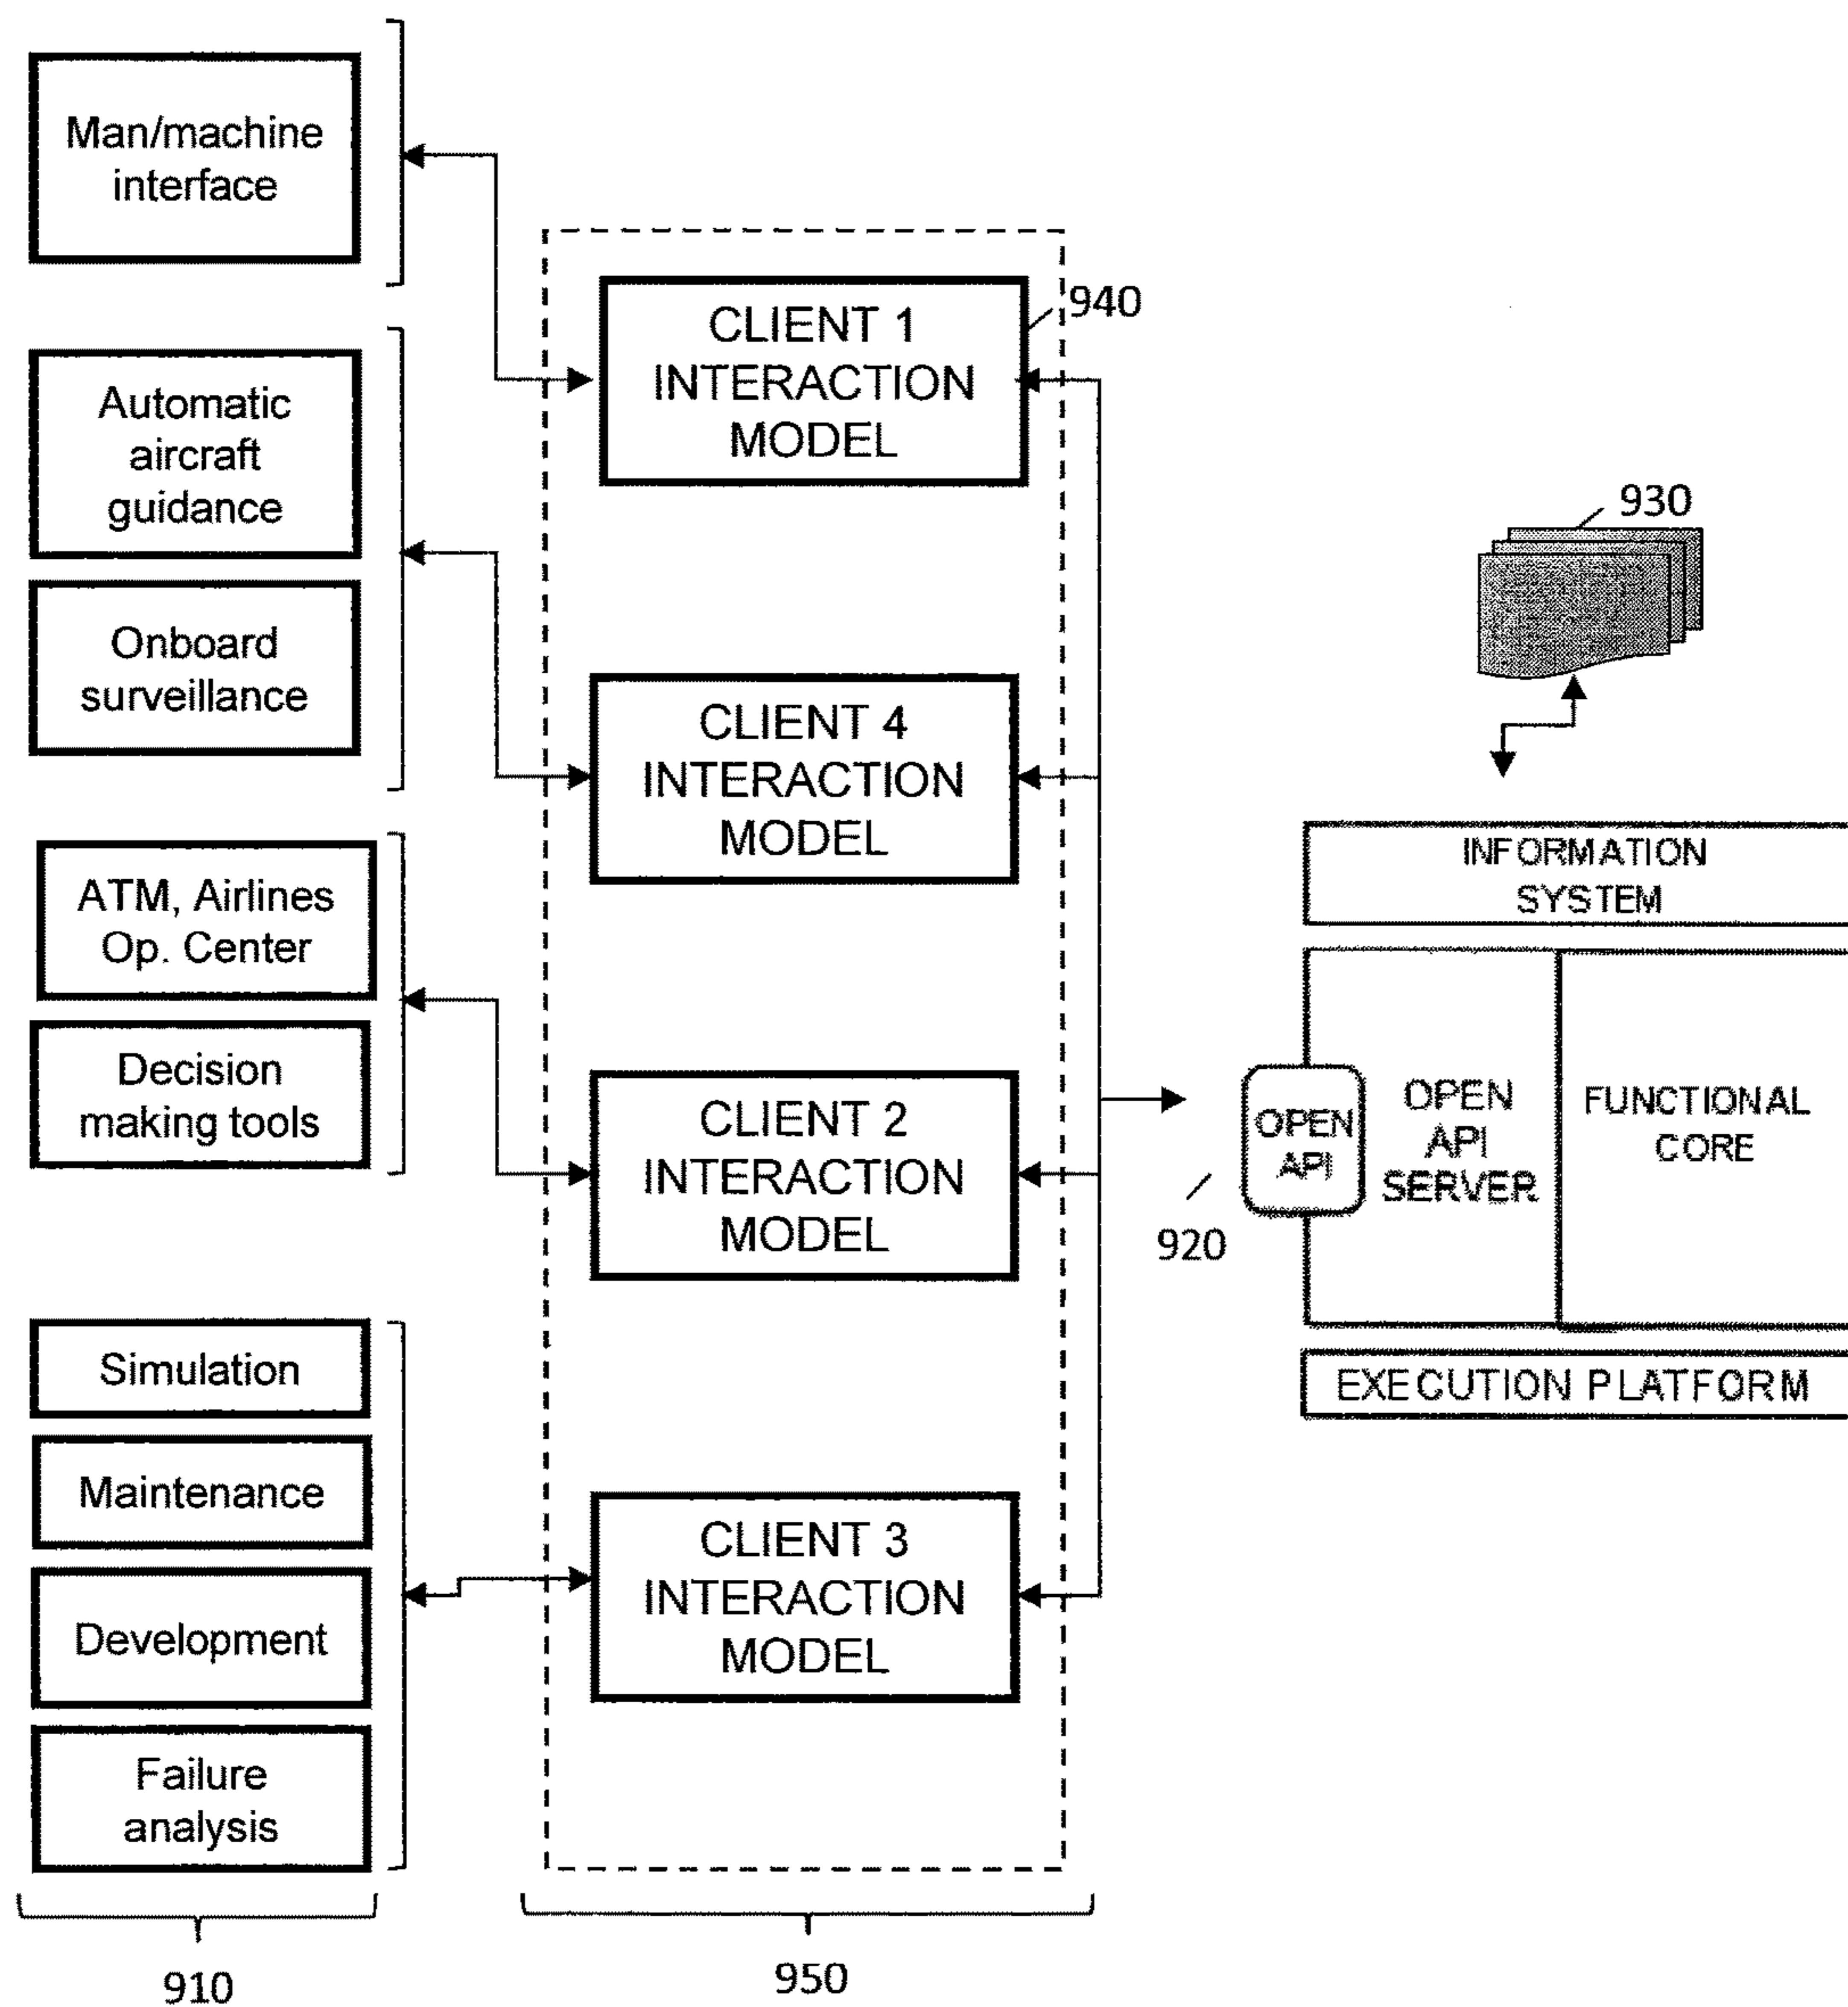 Man/machine
interface
Automatic
aircraft
guidance
Onboard
surveillance
ATM, Airlines
Op. Center
Decision
making tools
Simulation
Maintenance
Development
Failure
analysis
910
CLIENT 1
INTERACTION
MODEL
940
CLIENT 4
INTERACTION
MODEL
CLIENT 2
INTERACTION
MODEL
CLIENT 3
INTERACTION
MODEL
950
930
INFORMATION
SYSTEM
OPEN
API
920
OPEN
API
SERVER
FUNCTIONAL
CORE
EXECUTION PLATFORM